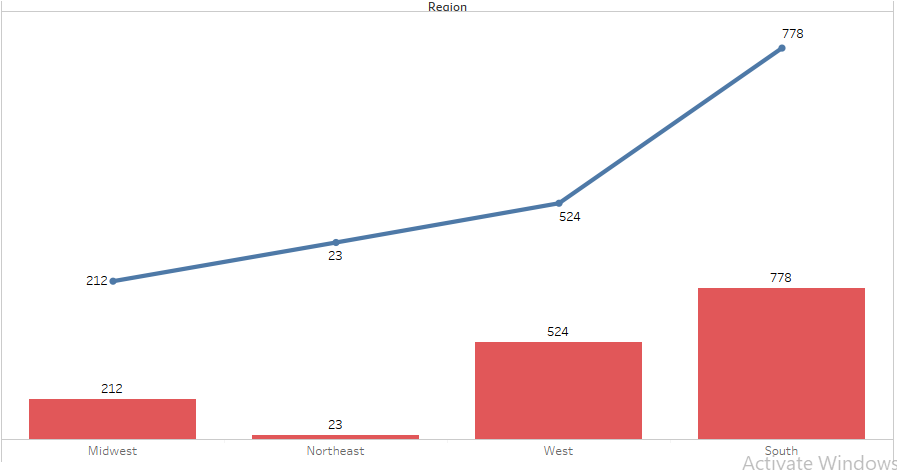 Region
778
212
23
524
778
524
212
23
Midwest Northeast West South
Activate Windows